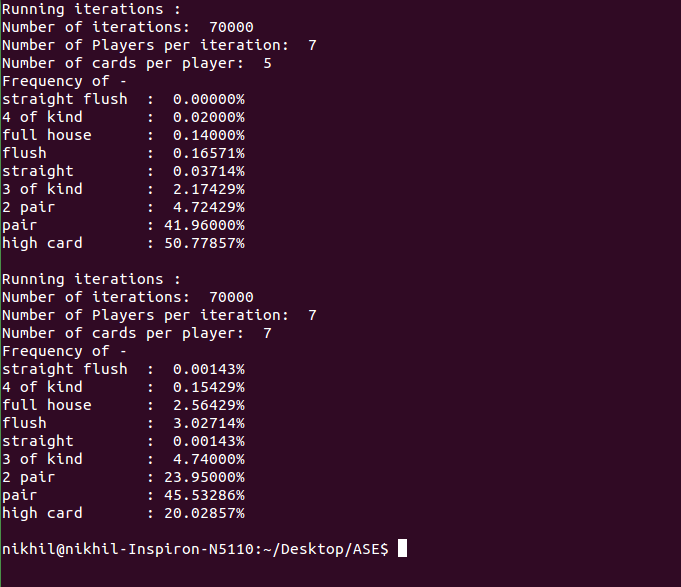 Running iterations :
Number of iterations:  70000
Number of Players per iteration:  7
Number of cards per player:  5
Frequency of -
straight flush  :  0.00000%
4 of kind       :  0.02000%
full house      :  0.14000%
flush           :  0.16571%
straight        :  0.03714%
3 of kind       :  2.17429%
2 pair          :  4.72429%
pair            : 41.96000%
high card       : 50.77857%

Running iterations :
Number of iterations:  70000
Number of Players per iteration:  7
Number of cards per player:  7
Frequency of -
straight flush  :  0.00143%
4 of kind       :  0.15429%
full house      :  2.56429%
flush           :  3.02714%
straight        :  0.00143%
3 of kind       :  4.74000%
2 pair          : 23.95000%
pair            : 45.53286%
high card       : 20.02857%

nikhil@nikhil-Inspiron-N5110:~/Desktop/ASE$